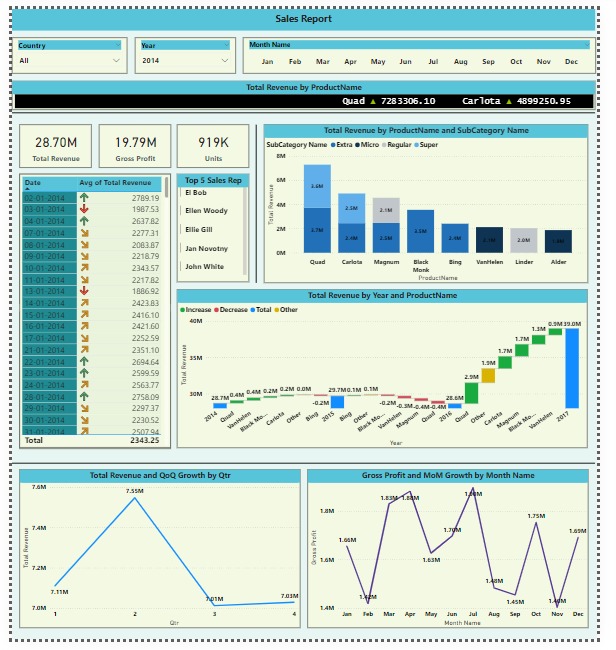 Sales Report
Country
All
Year
2014
Month Name
Jan Feb Mar Apr May Jun Jul Aug Sep Oct Nov Dec
Total Revenue by ProductName
Quad ▲ 7283306.10 Carlota ▲ 4899250.95
28.70M
Total Revenue
19.79M
Gross Profit
919K
Units
Date Avg of Total Revenue
02-01-2014 2789.19
03-01-2014 1987.53
04-01-2014 2637.82
07-01-2014 2277.31
08-01-2014 2083.87
09-01-2014 2218.79
10-01-2014 2343.57
11-01-2014 2317.82
13-01-2014 1886.92
14-01-2014 2423.83
15-01-2014 2416.10
16-01-2014 2421.60
17-01-2014 2252.59
21-01-2014 2351.10
22-01-2014 2694.64
23-01-2014 2599.59
24-01-2014 2563.77
28-01-2014 2758.09
29-01-2014 2297.37
30-01-2014 2230.52
31-01-2014 2507.94
Total 2343.25
Top 5 Sales Rep
El Bob
Ellen Woody
Ellie Gill
Jan Novotny
John White
Total Revenue by ProductName and SubCategory Name
SubCategory Name Extra Micro Regular Super
Total Revenue
8M
6M
4M
2M
0M
3.6M
3.7M
2.5M
2.4M
2.1M
2.5M
2.4M
2.0M
Quad Carlota Magnum Black Monk Bing VanHelen Linder Alder
ProductName
Total Revenue by Year and ProductName
Increase Decrease Total Other
Total Revenue
40M
35M
30M
28.7M 0.4M 0.4M 0.2M 0.2M 0.0M -0.2M 29.7M 0.1M 0.1M -0.2M -0.3M -0.4M -0.4M 28.6M 2.9M 1.9M 1.7M 1.7M 1.3M 0.9M 39.0M
2014 Quad VanHelen Black Mo... Carlota Other Bing 2015 Bing Other Black Mo... VanHelen Magnum Quad 2016 Quad Other Carlota Magnum Black Mo... VanHelen Bing 2017
Year
Total Revenue and QoQ Growth by Qtr
Total Revenue
7.6M
7.4M
7.2M
7.0M
7.11M
7.55M
7.01M
7.03M
1 2 3 4
Qtr
Gross Profit and MoM Growth by Month Name
Gross Profit
1.8M
1.6M
1.4M
1.66M
1.83M
1.63M
1.70M
1.48M
1.45M
1.75M
1.69M
Jan Feb Mar Apr May Jun Jul Aug Sep Oct Nov Dec
Month Name